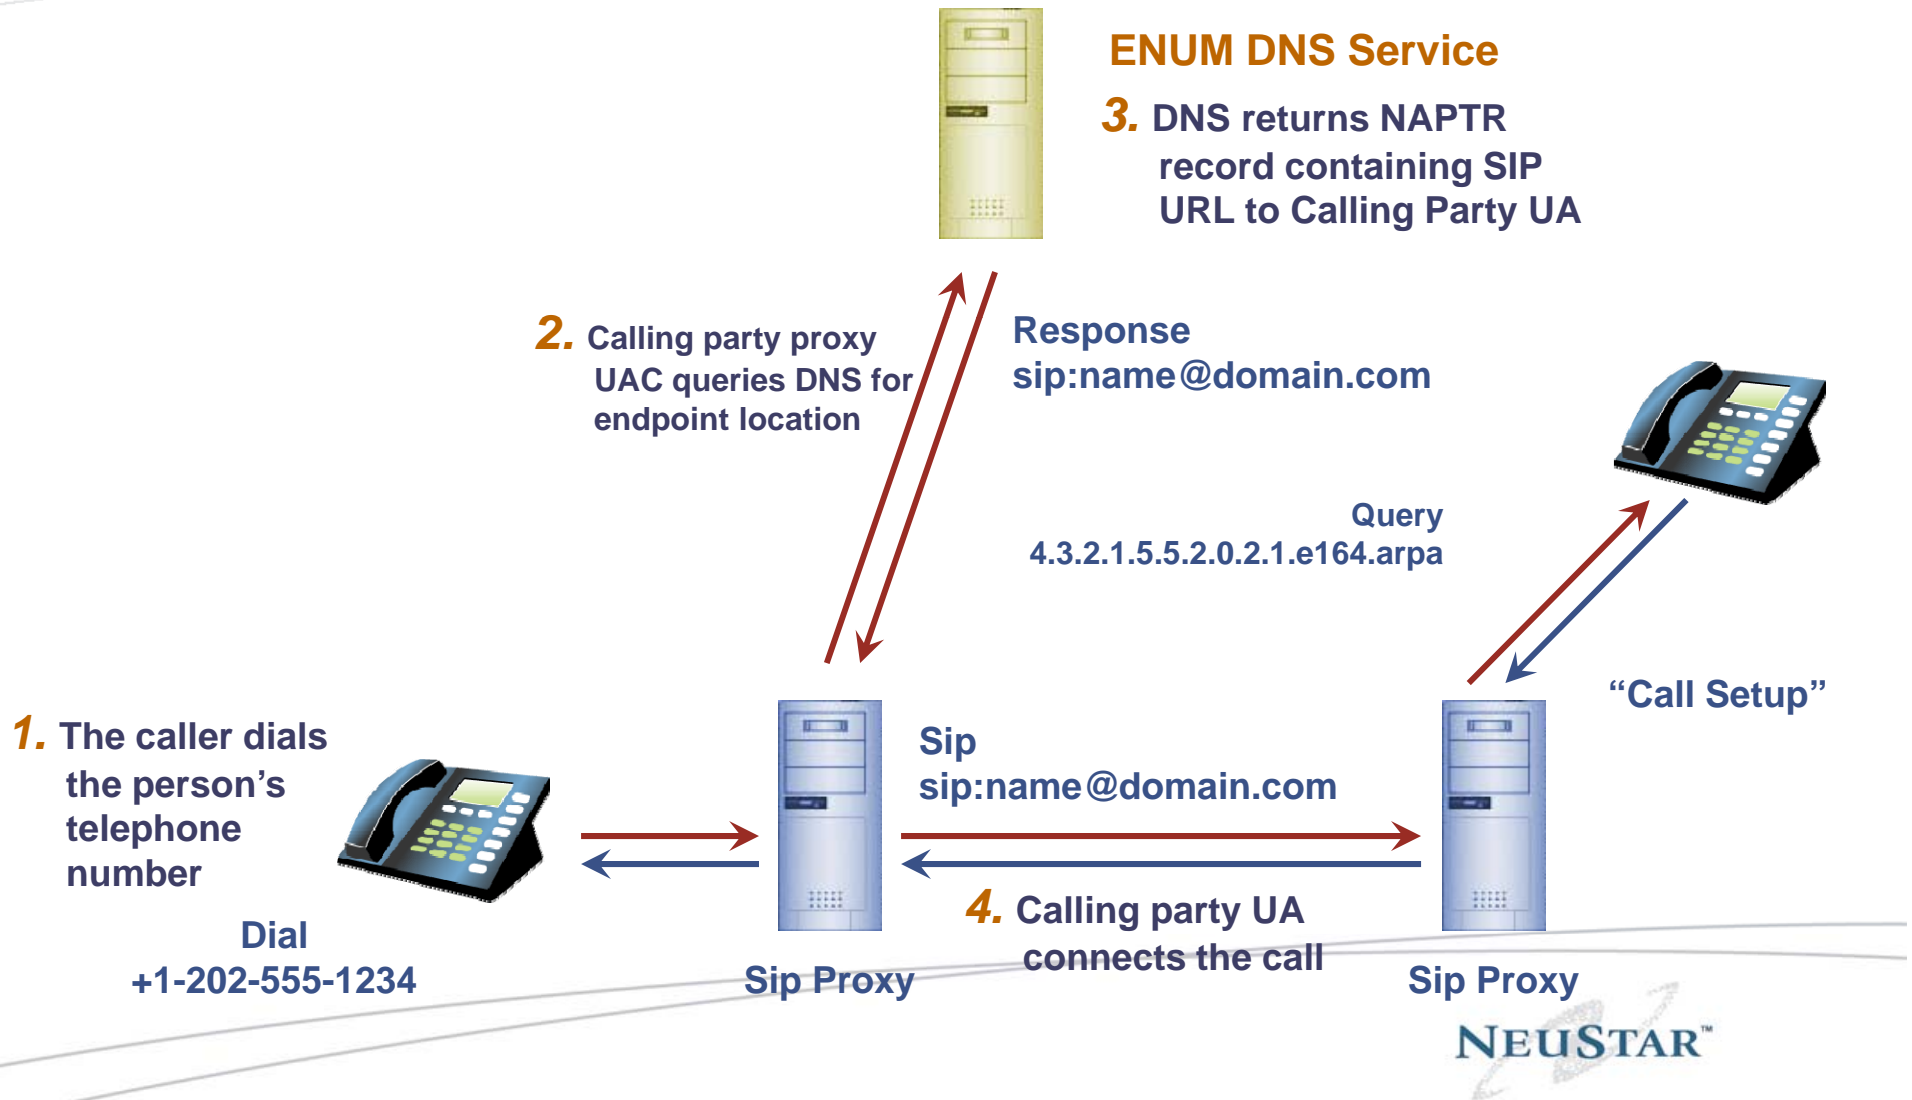 ENUM DNS Service
3. DNS returns NAPTR
record containing SIP
URL to Calling Party UA
2. Calling party proxy
UAC queries DNS for
endpoint location
Response
sip:name@domain.com
Query
4.3.2.1.5.5.2.0.2.1.e164.arpa
“Call Setup”
1. The caller dials
the person’s
telephone
number
Dial
+1-202-555-1234
Sip
sip:name@domain.com
4. Calling party UA
connects the call
Sip Proxy
Sip Proxy
NEUSTAR™